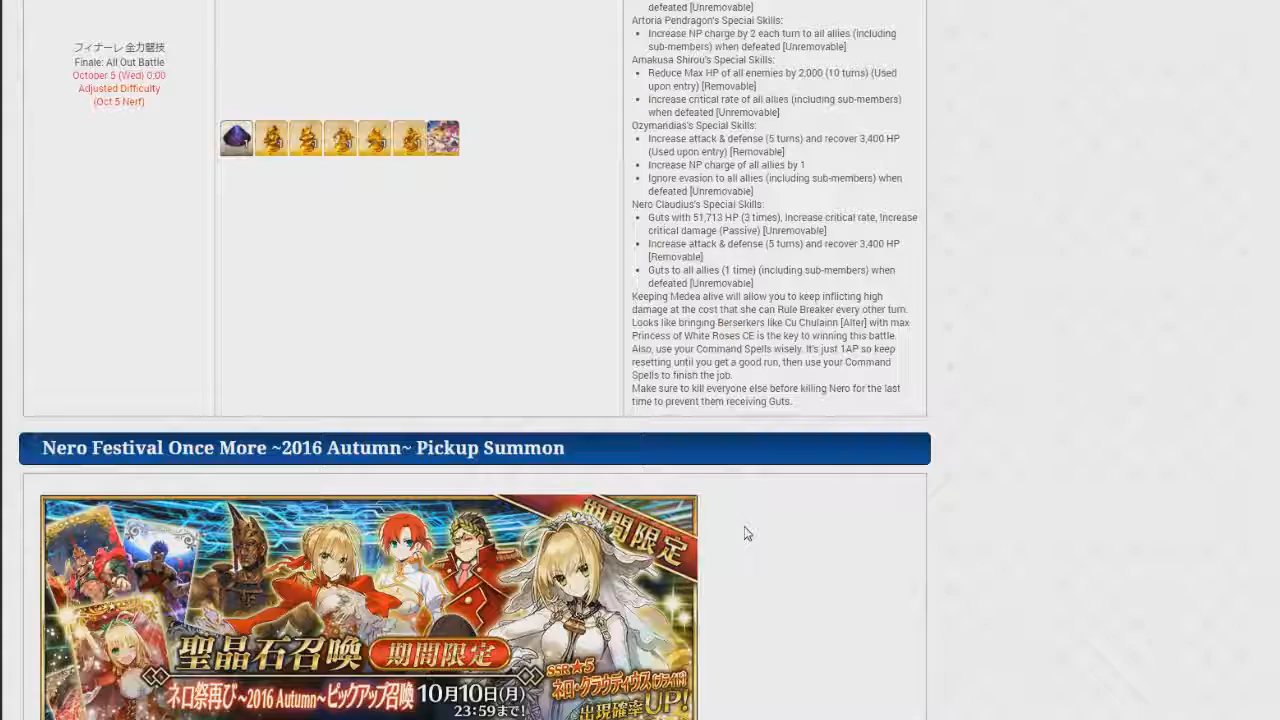 フィナーレ 全力闘技
Finale: All Out Battle
October 5 (Wed) 0:00
Adjusted Difficulty
(Oct 5 Nerf)
defeated [Unremovable]
Artoria Pendragon's Special Skills:
Increase NP charge by 2 each turn to all allies (including
sub-members) when defeated [Unremovable]
Amakusa Shirou's Special Skills:
Reduce Max HP of all enemies by 2,000 (10 turns) (Used
upon entry) [Removable]
Increase critical rate of all allies (including sub-members)
when defeated [Unremovable]
Ozymandias's Special Skills:
Increase attack & defense (5 turns) and recover 3,400 HP
(Used upon entry) [Removable]
Increase NP charge of all allies by 1
Ignore evasion to all allies (including sub-members) when
defeated [Unremovable]
Nero Claudius's Special Skills:
Guts with 51,713 HP (3 times), Increase critical rate, Increase
critical damage (Passive) [Unremovable]
Increase attack & defense (5 turns) and recover 3,400 HP
[Removable]
Guts to all allies (1 time) (including sub-members) when
defeated [Unremovable]
Keeping Medea alive will allow you to keep inflicting high
damage at the cost that she can Rule Breaker every other turn.
Looks like bringing Berserkers like Cu Chulainn [Alter] with max
Princess of White Roses CE is the key to winning this battle.
Also, use your Command Spells wisely. It's just 1AP so keep
resetting until you get a good run, then use your Command
Spells to finish the job.
Make sure to kill everyone else before killing Nero for the last
time to prevent them receiving Guts.
Nero Festival Once More ~2016 Autumn~ Pickup Summon
期間限定
聖晶石召喚 期間限定
ネロ祭再び~2016 Autumn~ピックアップ召喚 10月10日(月)
23:59まで!
SSR★5
ネロ・クラウディウス〔ブライド〕
出現確率UP!